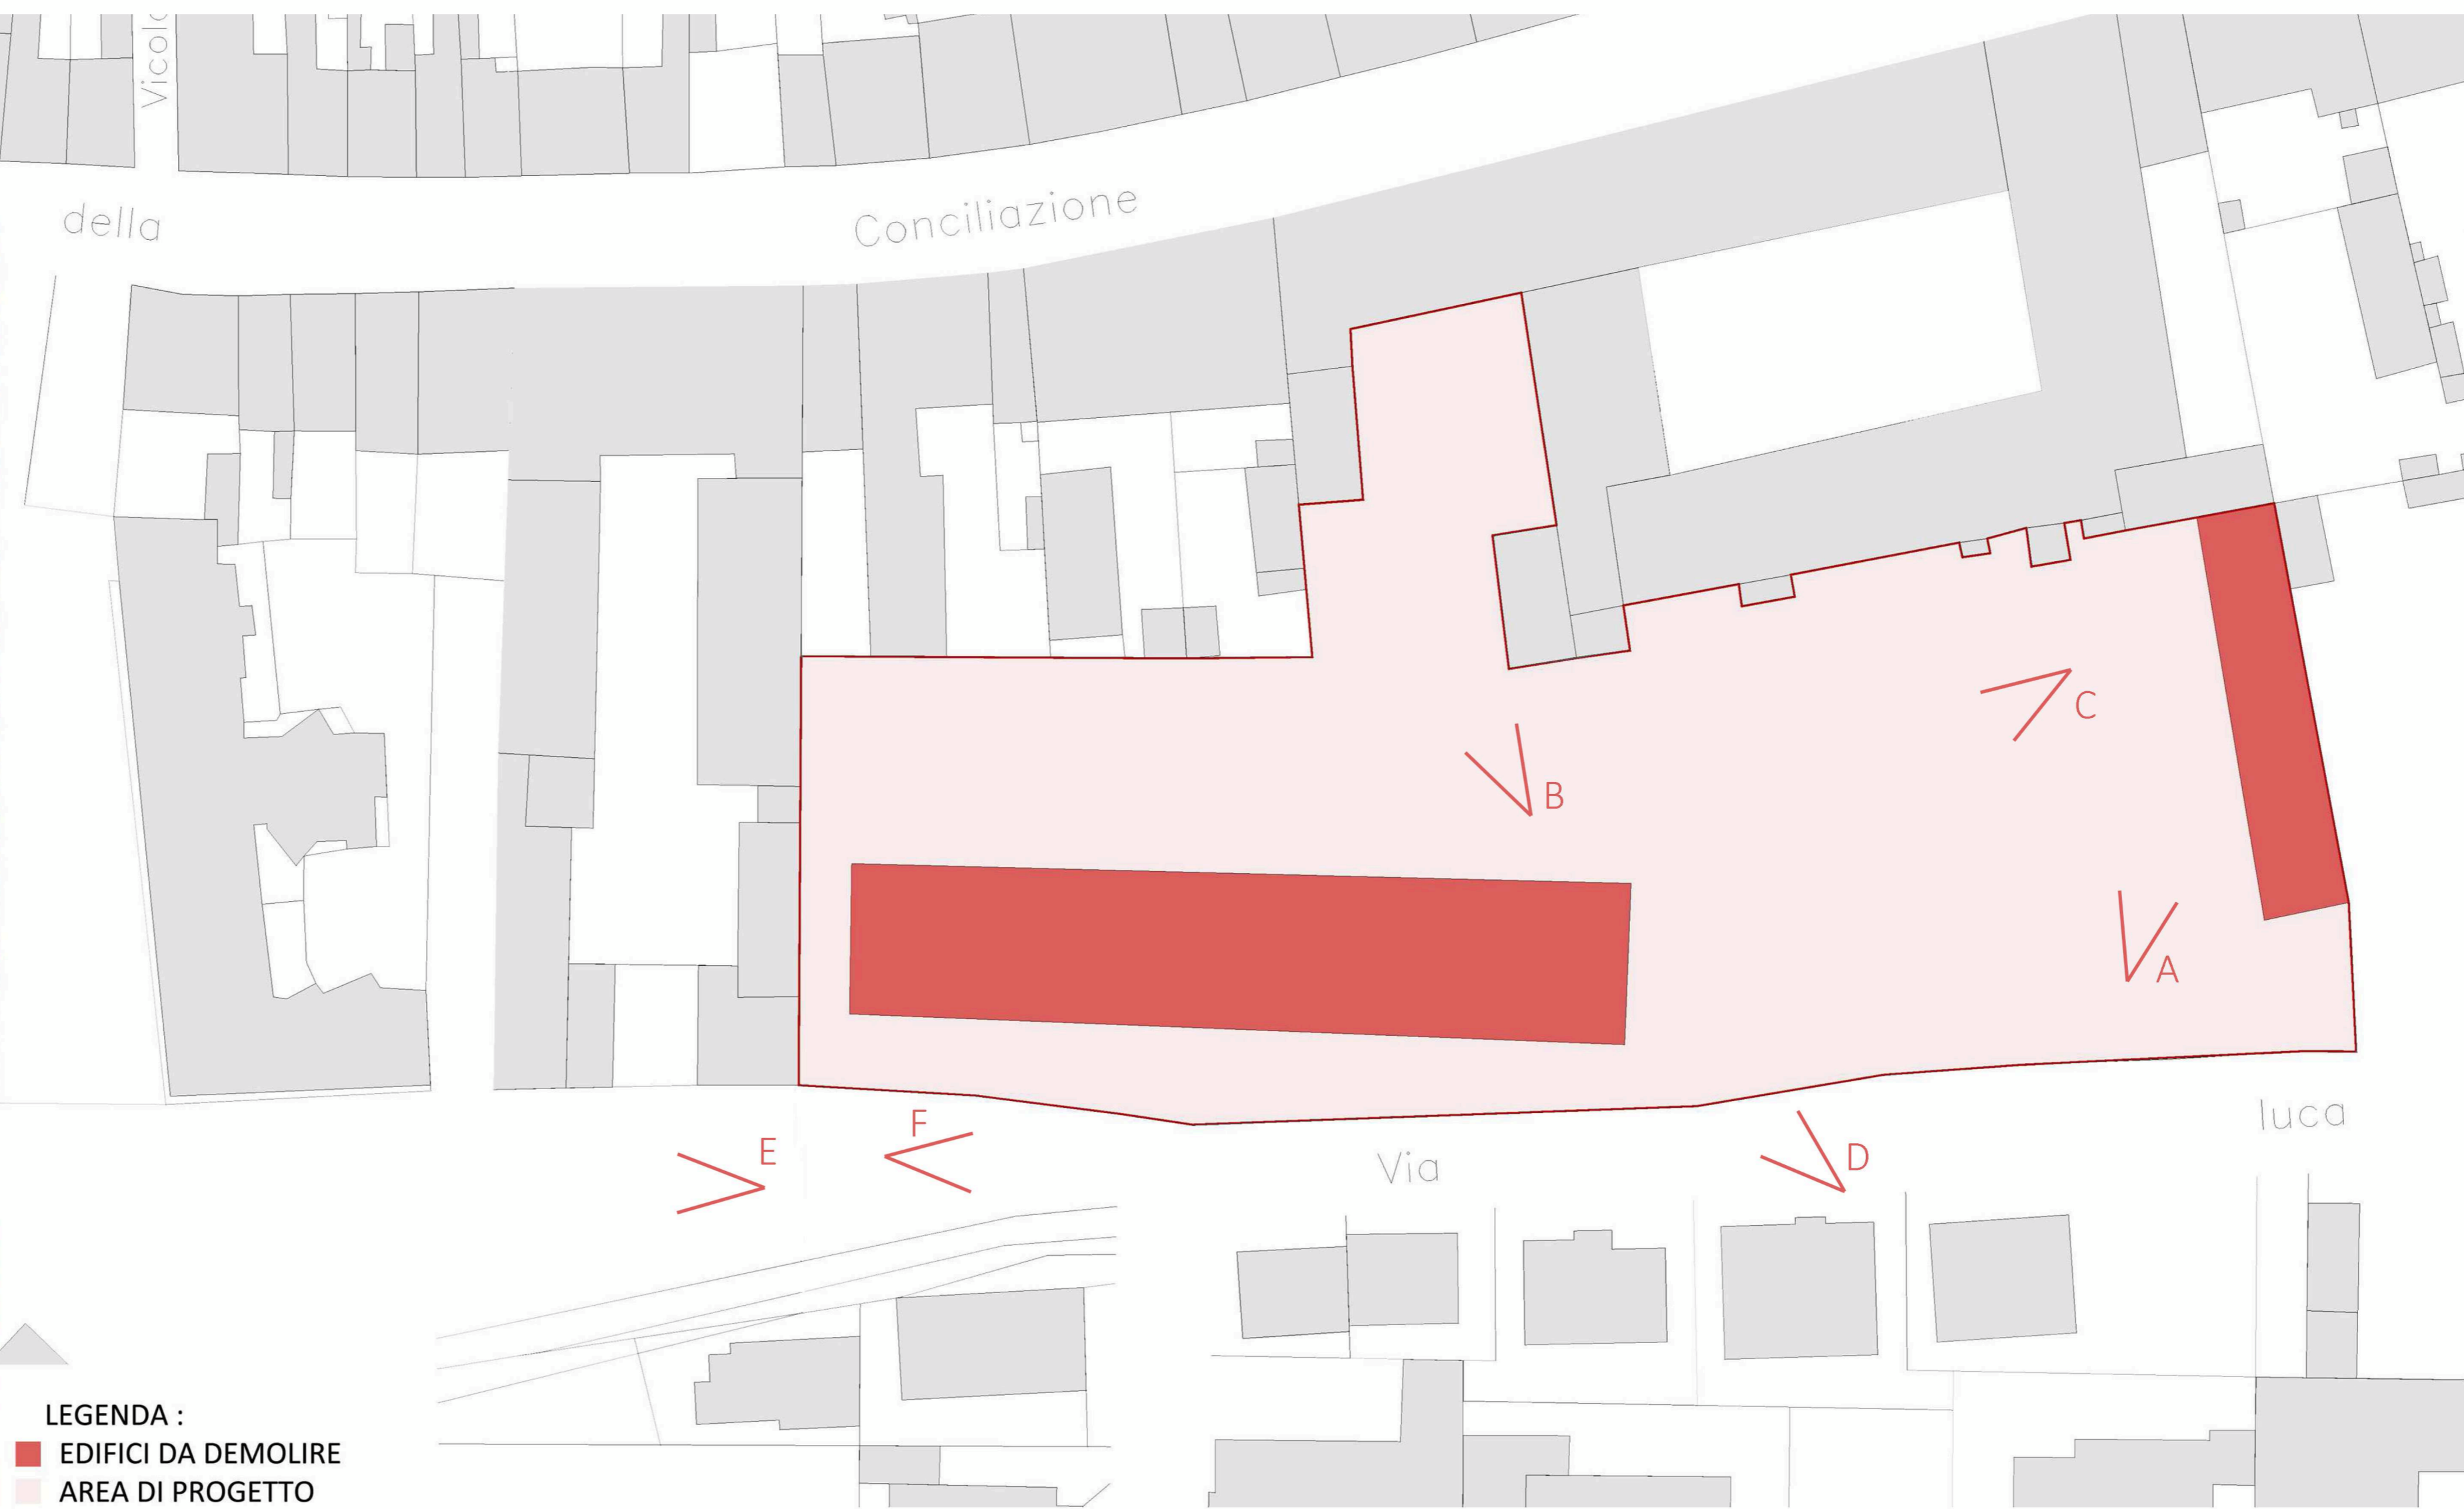 Vicolo
della
Conciliazione
C
B
A
luca
F
E
D
Via
LEGENDA :
EDIFICI DA DEMOLIRE
AREA DI PROGETTO